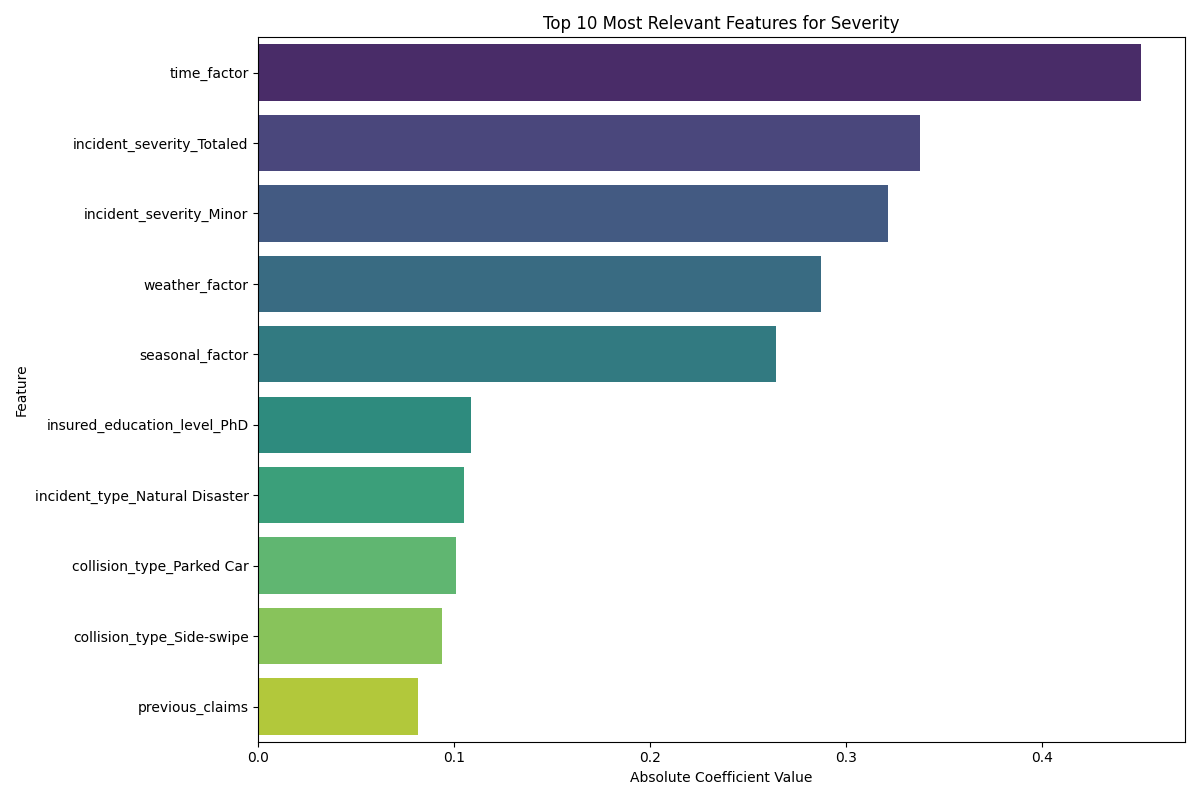 Top 10 Most Relevant Features for Severity
Feature
time_factor
incident_severity_Totaled
incident_severity_Minor
weather_factor
seasonal_factor
insured_education_level_PhD
incident_type_Natural Disaster
collision_type_Parked Car
collision_type_Side-swipe
previous_claims
0.0 0.1 0.2 0.3 0.4
Absolute Coefficient Value